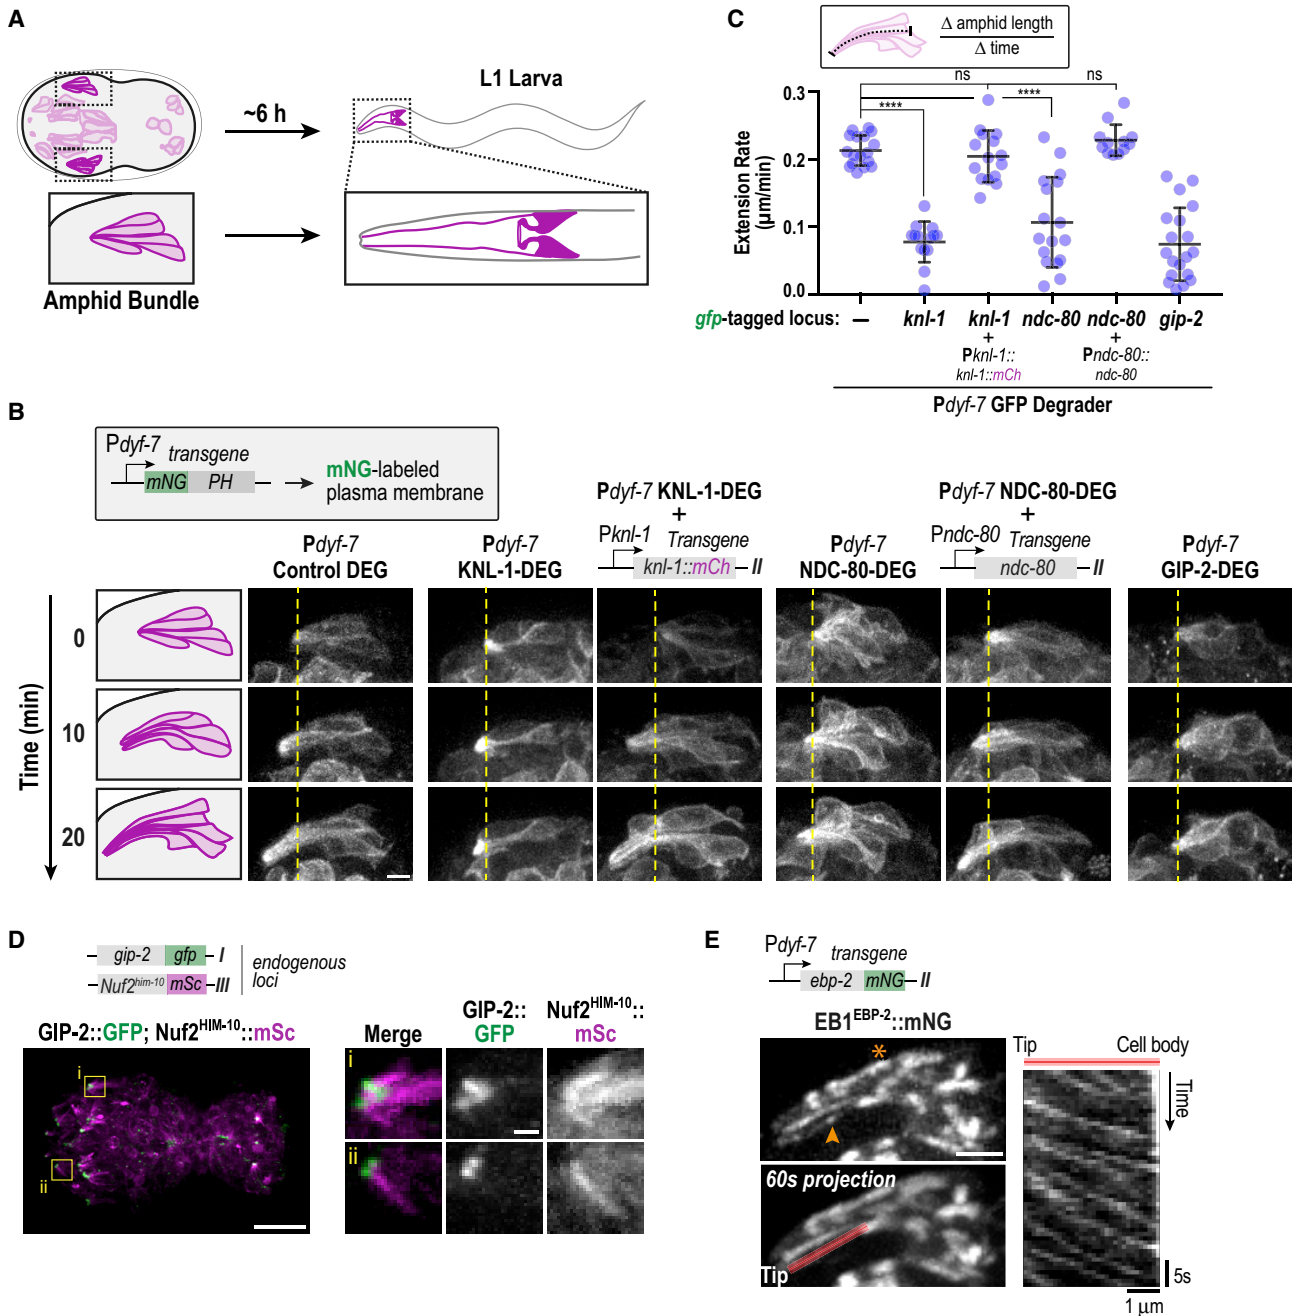 A
~6 h
L1 Larva
Amphid Bundle
C
Δ amphid length
Δ time
ns
ns
****
****
Extension Rate
(μm/min)
0.3
0.2
0.1
0.0
gfp-tagged locus:
–
knl-1
knl-1
+
Pknl-1::
knl-1::mCh
ndc-80
ndc-80
+
Pndc-80::
ndc-80
gip-2
Pdyf-7 GFP Degrader
B
Pdyf-7
transgene
mNG
PH
mNG-labeled
plasma membrane
Pdyf-7
Control DEG
Pdyf-7
KNL-1-DEG
Pdyf-7 KNL-1-DEG
+
Pknl-1
Transgene
knl-1::mCh
II
Pdyf-7
NDC-80-DEG
Pdyf-7 NDC-80-DEG
+
Pndc-80
Transgene
ndc-80
II
Pdyf-7
GIP-2-DEG
Time (min)
0
10
20
D
gip-2
gfp
I
Nuf2him-10
mSc
III
endogenous
loci
GIP-2::GFP; Nuf2HIM-10::mSc
i
ii
Merge
GIP-2::
GFP
Nuf2HIM-10::
mSc
i
ii
E
Pdyf-7
transgene
ebp-2
mNG
II
EB1EBP-2::mNG
*
60s projection
Tip
Tip
Cell body
Time
5s
1 μm